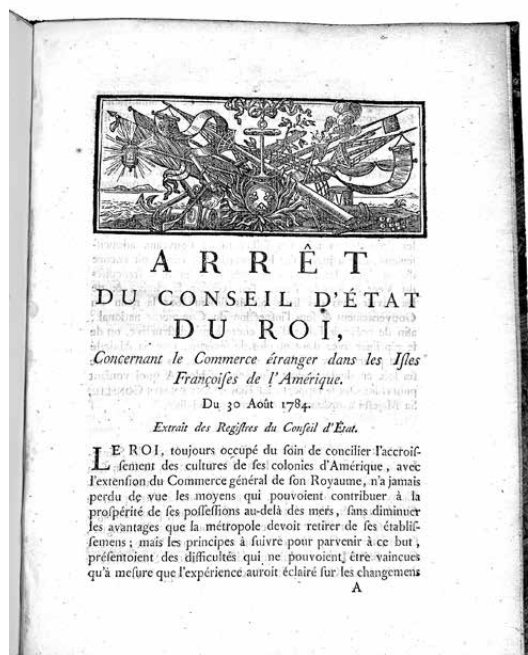 ARRÊT
DU CONSEIL D'ÉTAT
DU ROI,
Concernant le Commerce étranger dans les Iſles
Françoiſes de l'Amérique.
Du 30 Août 1784.
Extrait des Regiſtres du Conſeil d'État.
LE ROI, toujours occupé du ſoin de concilier l'accroiſ-
ſement des cultures de ſes colonies d'Amérique, avec
l'extenſion du Commerce général de ſon Royaume, n'a jamais
perdu de vue les moyens qui pouvoient contribuer à la
proſpérité de ſes poſſeſſions au-delà des mers, ſans diminuer
les avantages que la métropole devoit retirer de ſes établiſ-
ſemens; mais les principes à ſuivre pour parvenir à ce but,
préſentoient des difficultés qui ne pouvoient être vaincues
qu'à meſure que l'expérience auroit éclairé ſur les changemens
A